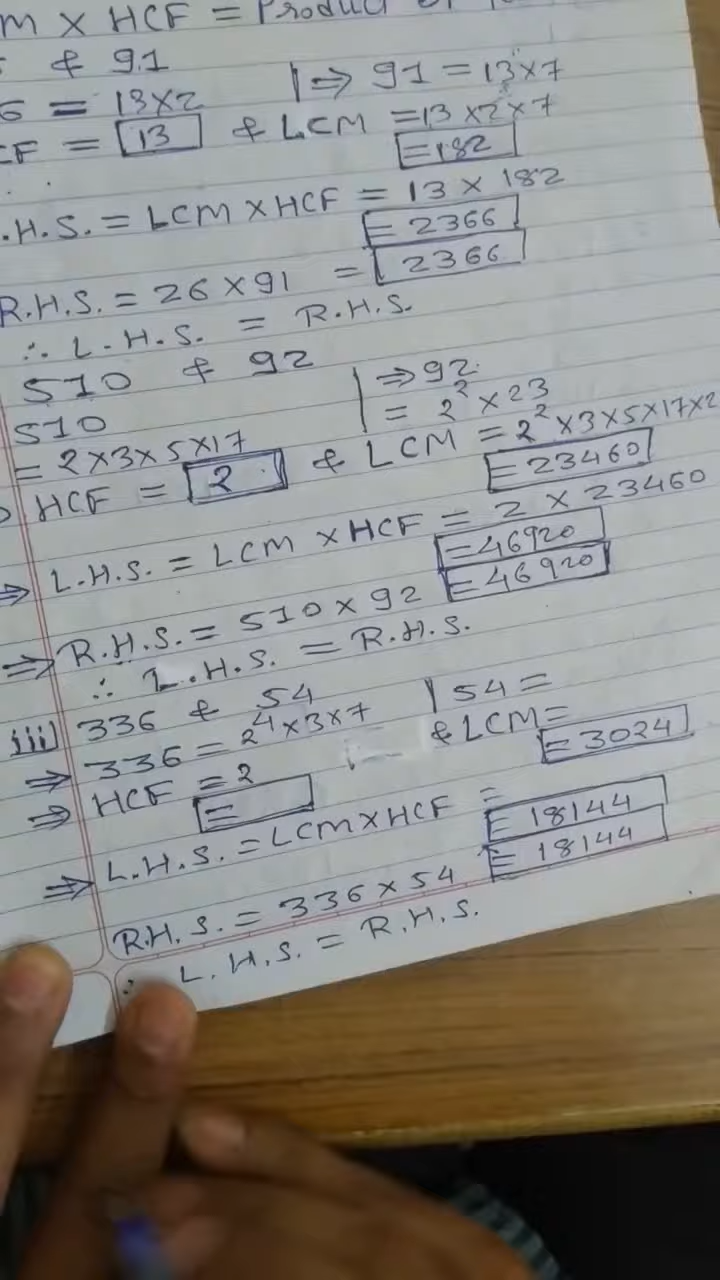 M × HCF = Product
& 91 | ⇒ 91 = 13×7
6 = 13×2
CF = 13 & LCM = 13×2×7
= 182
.H.S. = LCM × HCF = 13 × 182
= 2366
R.H.S. = 26 × 91 = 2366
∴ L.H.S. = R.H.S.
510 & 92
510 | ⇒ 92
= 2×3×5×17 | = 2² × 23
HCF = 2 & LCM = 2²×3×5×17×2
= 23460
⇒ L.H.S. = LCM × HCF = 2 × 23460
= 46920
⇒ R.H.S. = 510 × 92 = 46920
∴ L.H.S. = R.H.S.
iii) 336 & 54
⇒ 336 = 2⁴×3×7 | 54 =
⇒ HCF = 2 & LCM =
= = 3024
⇒ L.H.S. = LCM×HCF =
= 18144
R.H.S. = 336 × 54 = 18144
∴ L.H.S. = R.H.S.